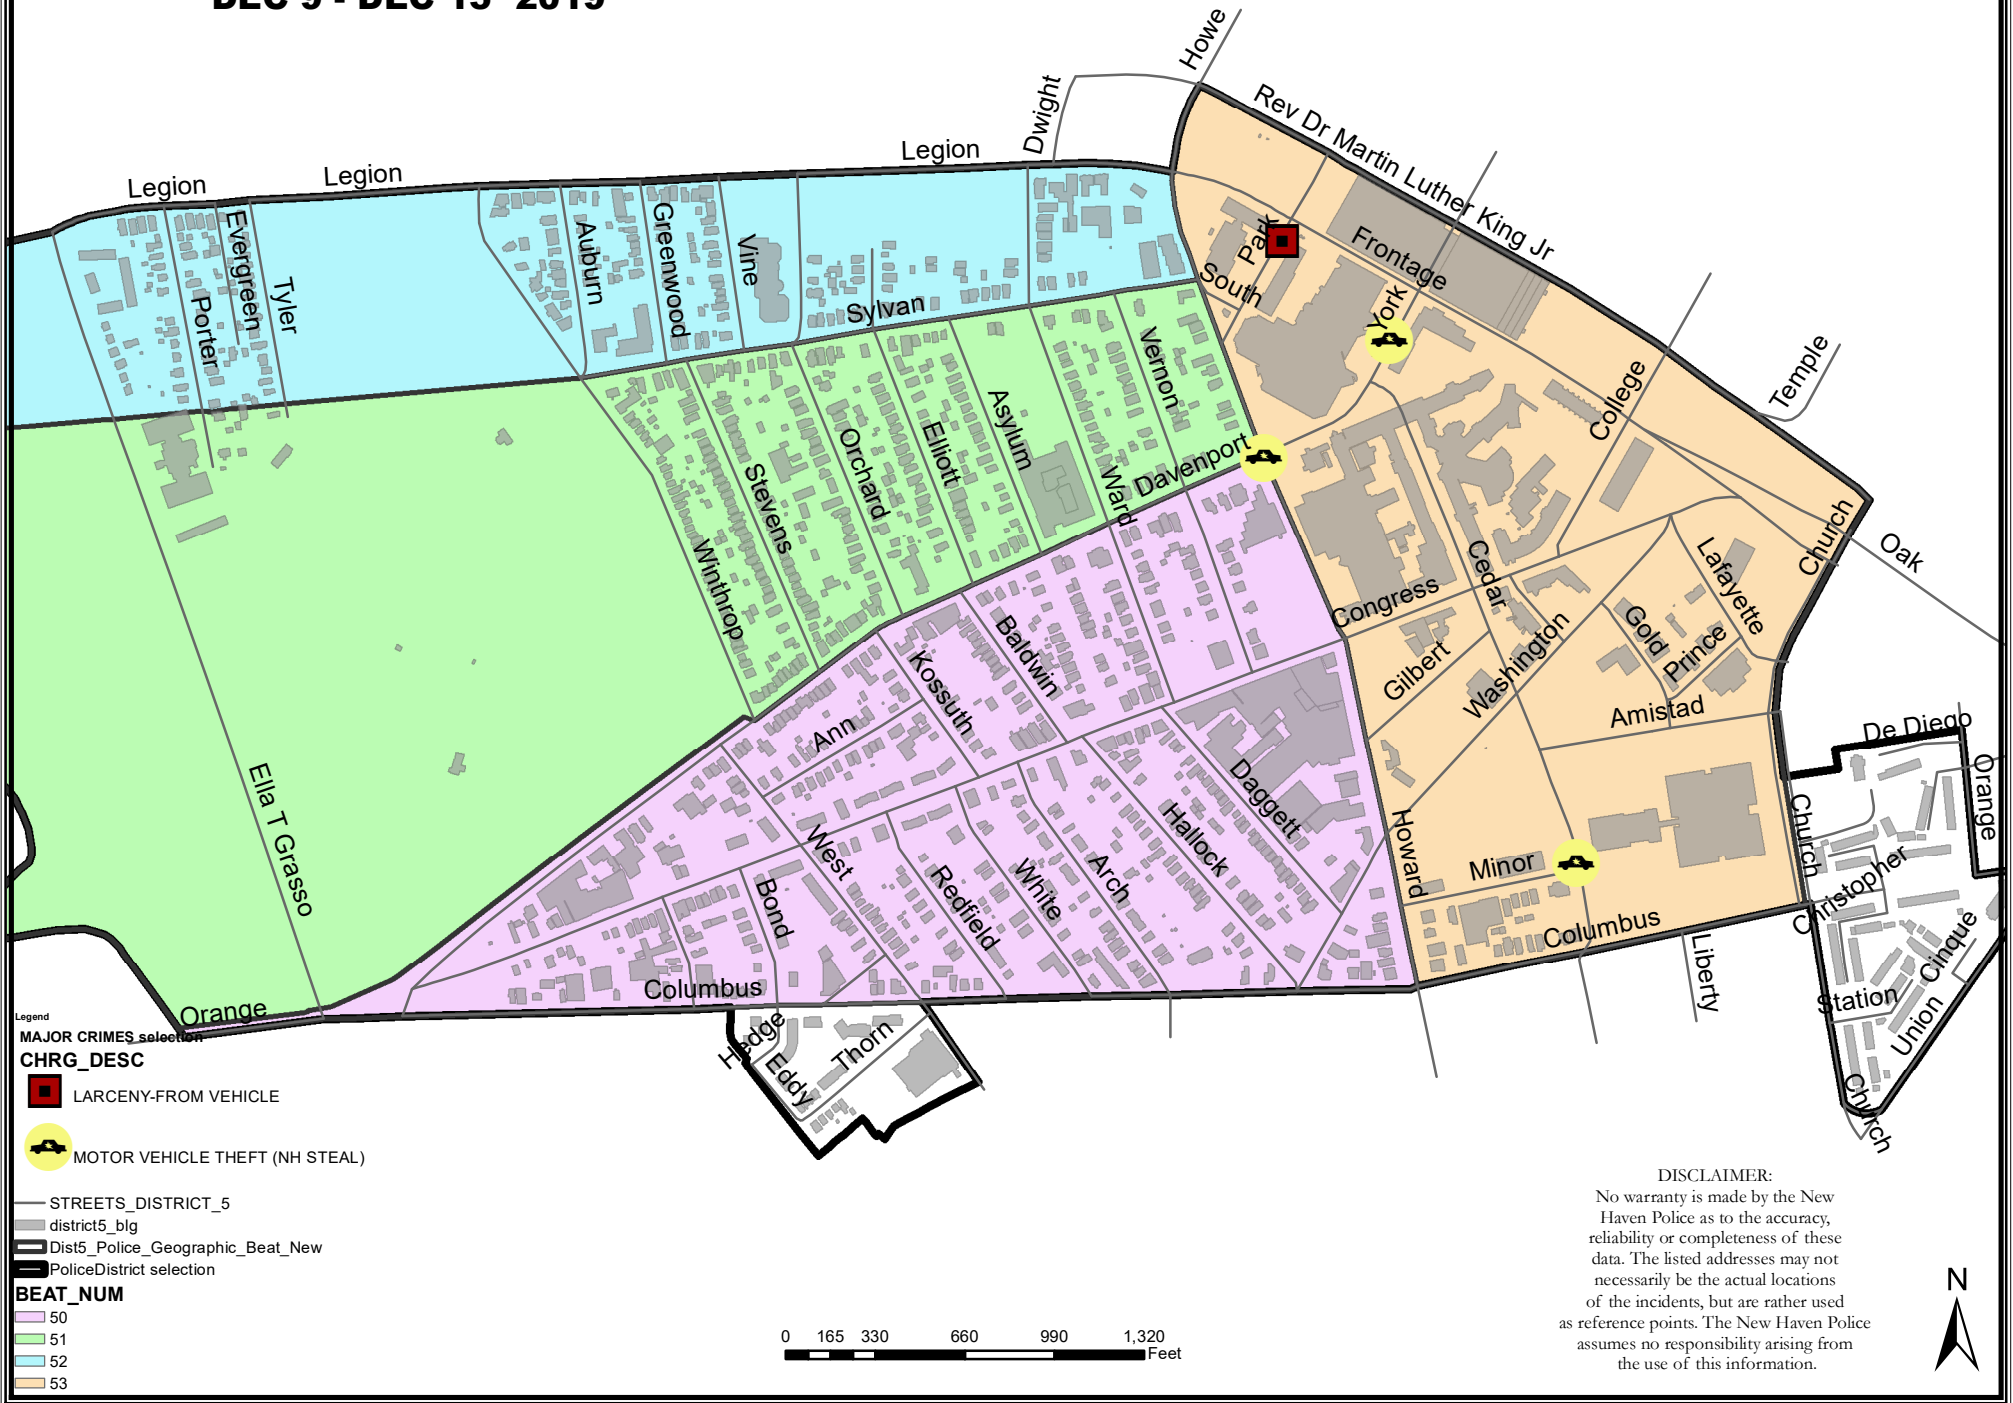 DEC 9 - DEC 15 2019
Howe
Dwight
Rev Dr Martin Luther King Jr
Legion
Legion
Legion
Evergreen
Porter
Tyler
Auburn
Greenwood
Vine
Sylvan
Park
South
Frontage
York
College
Temple
Vernon
Asylum
Elliott
Orchard
Stevens
Winthrop
Ward
Davenport
Church
Oak
Cedar
Congress
Lafayette
Gold
Prince
Washington
Gilbert
Amistad
Baldwin
Kossuth
Ann
Ella T Grasso
Daggett
Hallock
Arch
White
Redfield
West
Bond
Howard
Minor
Columbus
Columbus
Orange
De Diego
Orange
Church
Christopher
Cinque
Station
Union
Liberty
Church
Hedge
Eddy
Thorn
Legend
MAJOR CRIMES selection
CHRG_DESC
LARCENY-FROM VEHICLE
MOTOR VEHICLE THEFT (NH STEAL)
STREETS_DISTRICT_5
district5_blg
Dist5_Police_Geographic_Beat_New
PoliceDistrict selection
BEAT_NUM
50
51
52
53
0 165 330 660 990 1,320
Feet
DISCLAIMER:
No warranty is made by the New
Haven Police as to the accuracy,
reliability or completeness of these
data. The listed addresses may not
necessarily be the actual locations
of the incidents, but are rather used
as reference points. The New Haven Police
assumes no responsibility arising from
the use of this information.
N